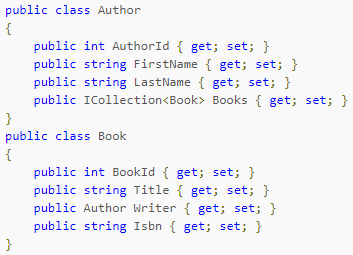 public class Author
{
    public int AuthorId { get; set; }
    public string FirstName { get; set; }
    public string LastName { get; set; }
    public ICollection<Book> Books { get; set; }
}
public class Book
{
    public int BookId { get; set; }
    public string Title { get; set; }
    public Author Writer { get; set; }
    public string Isbn { get; set; }
}